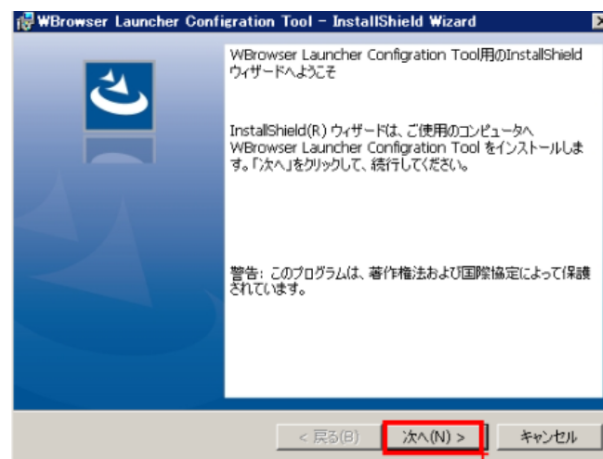 WBrowser Launcher Configration Tool - InstallShield Wizard
WBrowser Launcher Configration Tool用のInstallShield
ウィザードへようこそ
InstallShield(R) ウィザードは、ご使用のコンピュータへ
WBrowser Launcher Configration Tool をインストールしま
す。「次へ」をクリックして、続行してください。
警告: このプログラムは、著作権法および国際協定によって保護
されています。
< 戻る(B)
次へ(N) >
キャンセル